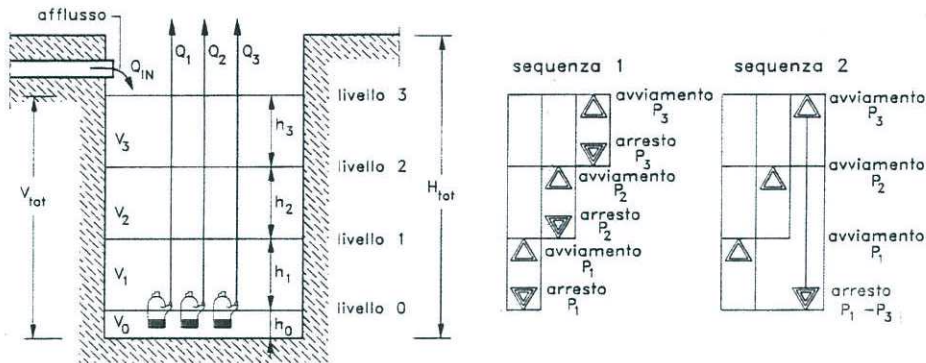 afflusso
Q_IN
Q_1
Q_2
Q_3
livello 3
V_3
h_3
livello 2
V_tot
V_2
h_2
H_tot
livello 1
V_1
h_1
livello 0
V_0
h_0
sequenza 1
avviamento
P_3
arresto
P_3
avviamento
P_2
arresto
P_2
avviamento
P_1
arresto
P_1
sequenza 2
avviamento
P_3
avviamento
P_2
avviamento
P_1
arresto
P_1 -P_3